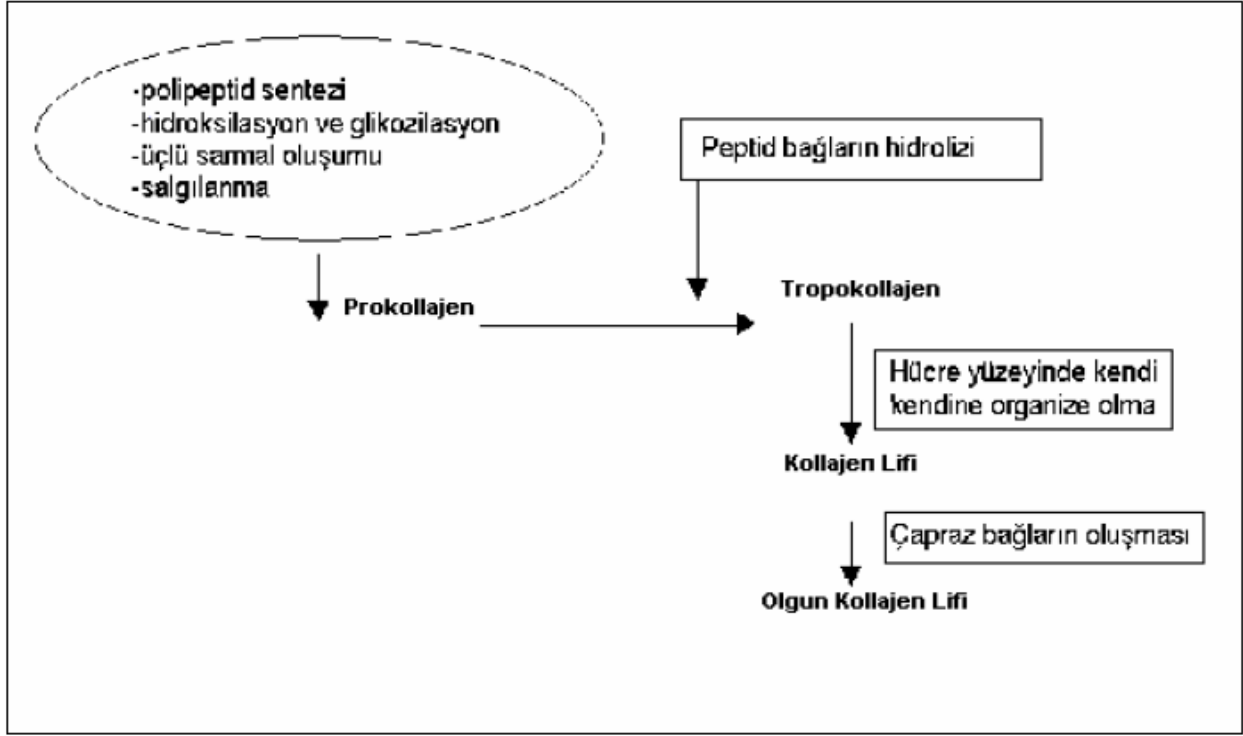 -polipeptid sentezi
-hidroksilasyon ve glikozilasyon
-üçlü sarmal oluşumu
-salgılanma
Peptid bağların hidrolizi
Prokollajen
Tropokollajen
Hücre yüzeyinde kendi
kendine organize olma
Kollajen Lifi
Çapraz bağların oluşması
Olgun Kollajen Lifi